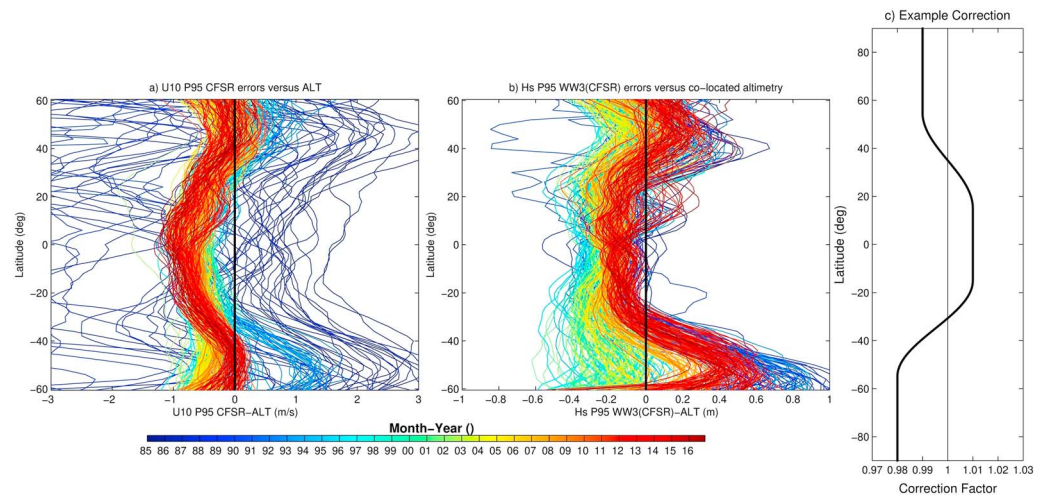 c) Example Correction
a) U10 P95 CFSR errors versus ALT
b) Hs P95 WW3(CFSR) errors versus co-located altimetry
60
40
20
0
−20
−40
−60
Latitude (deg)
−3 −2 −1 0 1 2 3
U10 P95 CFSR−ALT (m/s)
60
40
20
0
−20
−40
−60
Latitude (deg)
−1 −0.8 −0.6 −0.4 −0.2 0 0.2 0.4 0.6 0.8 1
Hs P95 WW3(CFSR)−ALT (m)
80
60
40
20
0
−20
−40
−60
−80
Latitude (deg)
0.97 0.98 0.99 1 1.01 1.02 1.03
Correction Factor
Month−Year ()
85 86 87 88 89 90 91 92 93 94 95 96 97 98 99 00 01 02 03 04 05 06 07 08 09 10 11 12 13 14 15 16